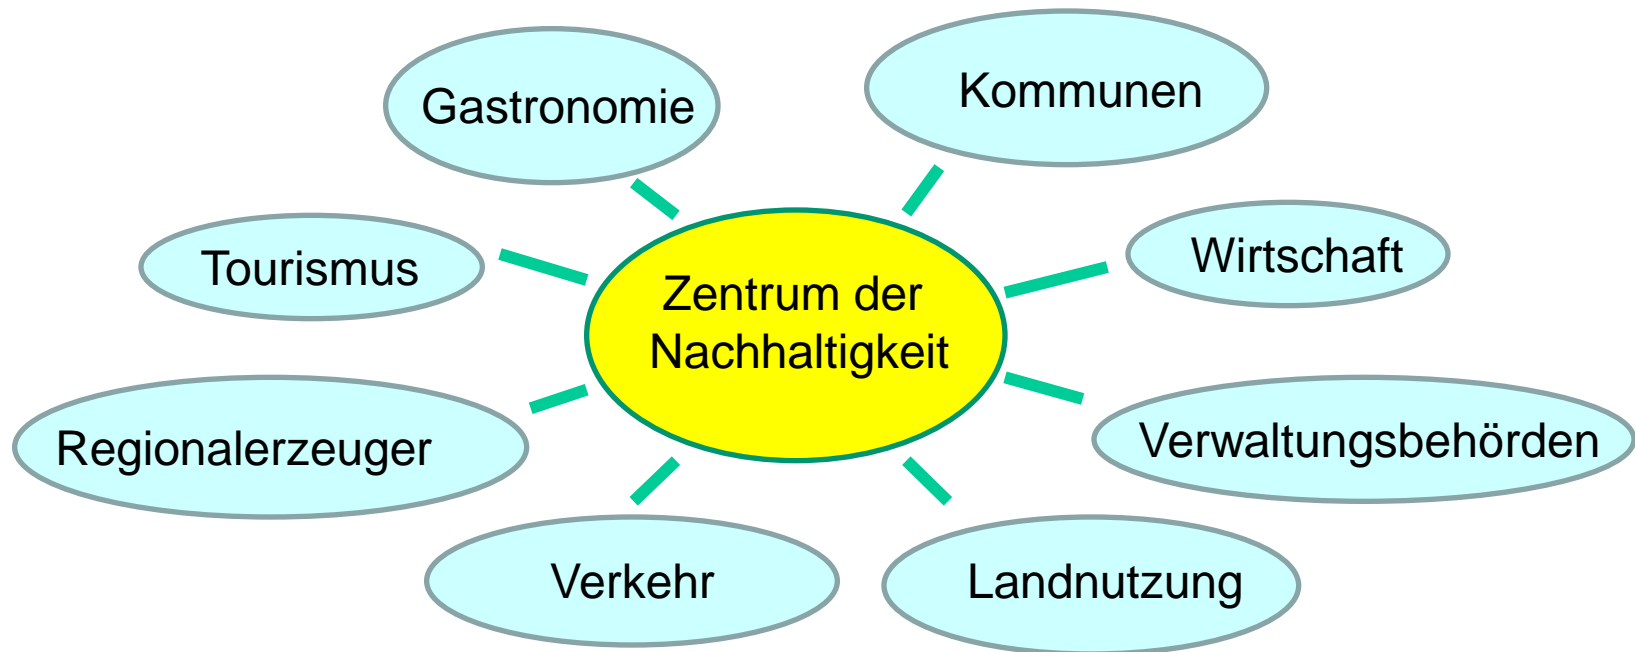 Gastronomie
Kommunen
Tourismus
Wirtschaft
Zentrum der
Nachhaltigkeit
Regionalerzeuger
Verwaltungsbehörden
Verkehr
Landnutzung